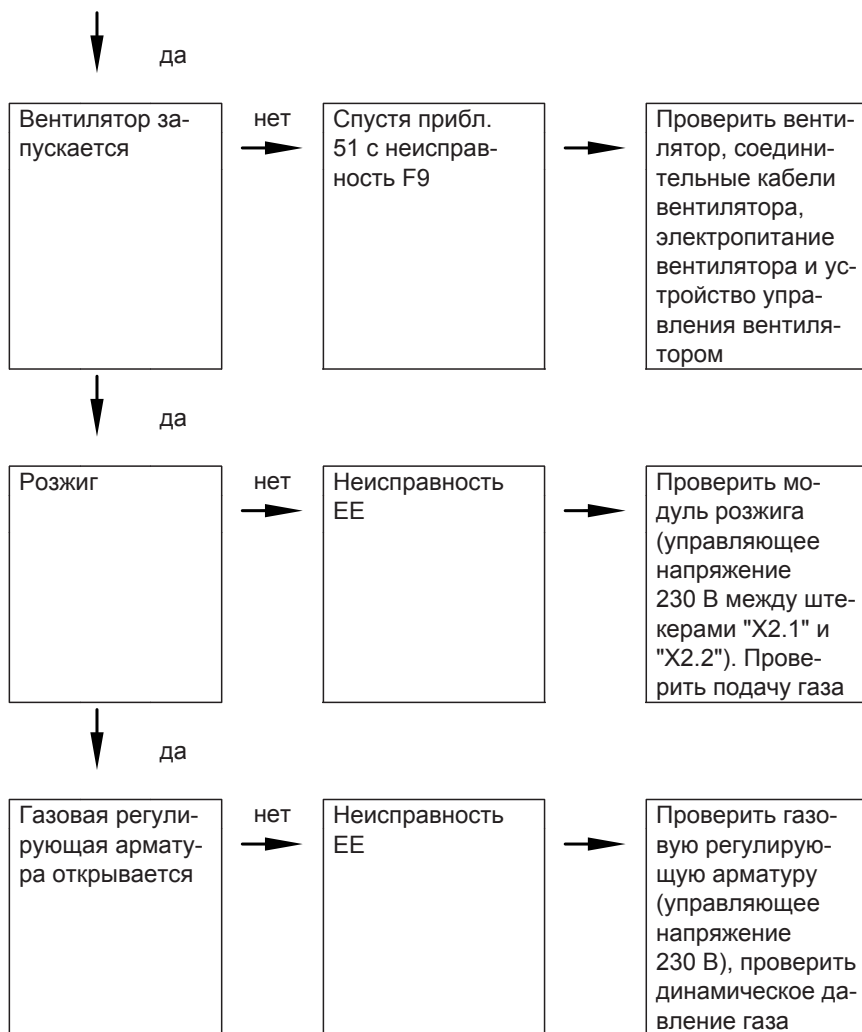 да
Вентилятор за-
пускается
нет
Спустя прибл.
51 с неисправ-
ность F9
Проверить венти-
лятор, соедини-
тельные кабели
вентилятора,
электропитание
вентилятора и ус-
тройство упра-
вления вентиля-
тором
да
Розжиг
нет
Неисправность
EE
Проверить мо-
дуль розжига
(управляющее
напряжение
230 В между ште-
керами "X2.1" и
"X2.2"). Прове-
рить подачу газа
да
Газовая регули-
рующая армату-
ра открывается
нет
Неисправность
EE
Проверить газо-
вую регулирую-
щую арматуру
(управляющее
напряжение
230 В), проверить
динамическое да-
вление газа